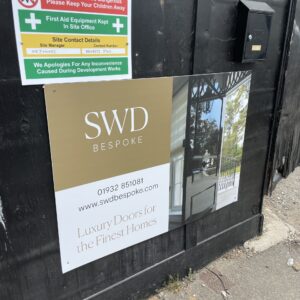 Please Keep Your Children Away
First Aid Equipment Kept
In Site Office
Site Contact Details
Site Manager
Contact Number
We Apologies For Any Inconvenience
Caused During Development Works
SWD
BESPOKE
01932 851081
www.swdbespoke.com
Luxury Doors for
the Finest Homes